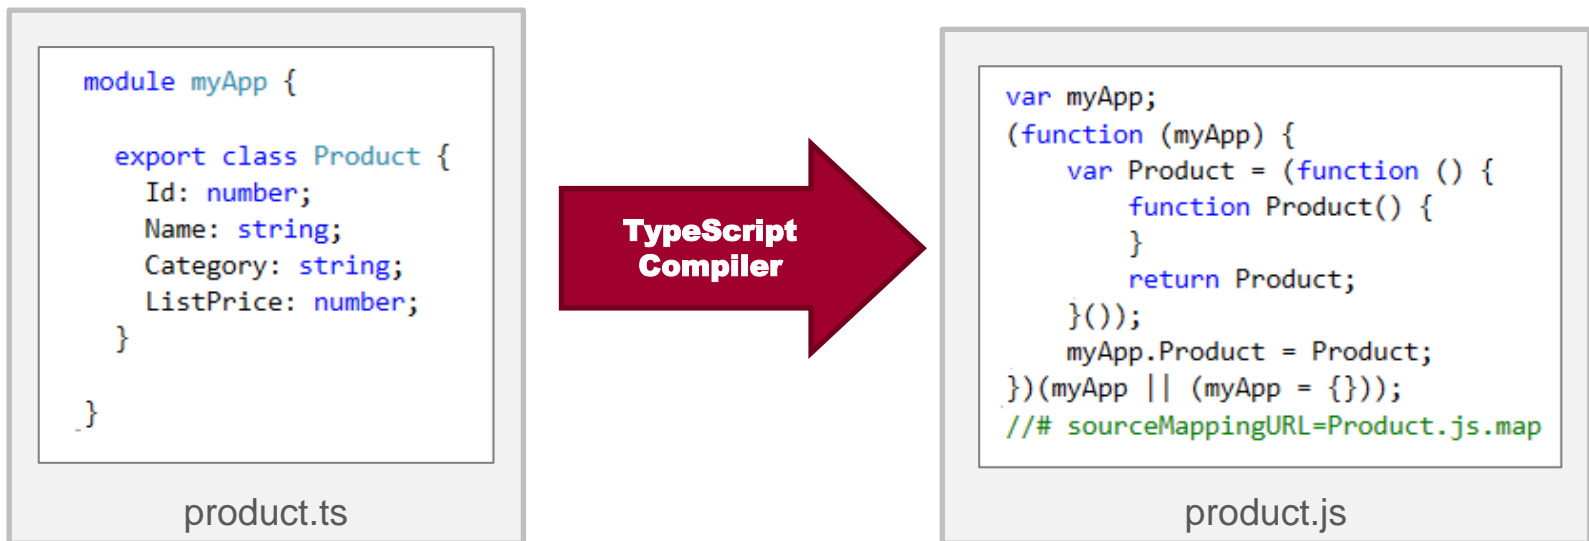 module myApp {
export class Product {
Id: number;
Name: string;
Category: string;
ListPrice: number;
}
}
product.ts
TypeScript
Compiler
var myApp;
(function (myApp) {
var Product = (function () {
function Product() {
}
return Product;
}());
myApp.Product = Product;
})(myApp || (myApp = {}));
//# sourceMappingURL=Product.js.map
product.js